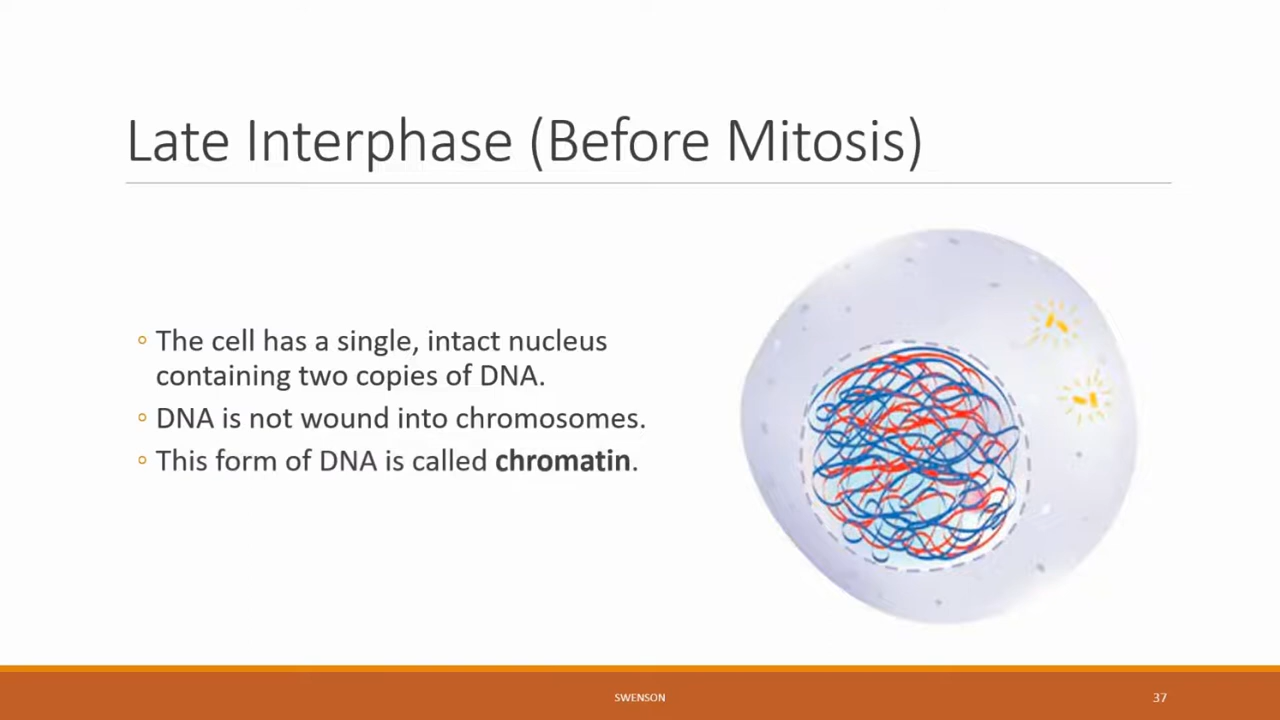 Late Interphase (Before Mitosis)
◦ The cell has a single, intact nucleus
containing two copies of DNA.
◦ DNA is not wound into chromosomes.
◦ This form of DNA is called chromatin.
SWENSON
37